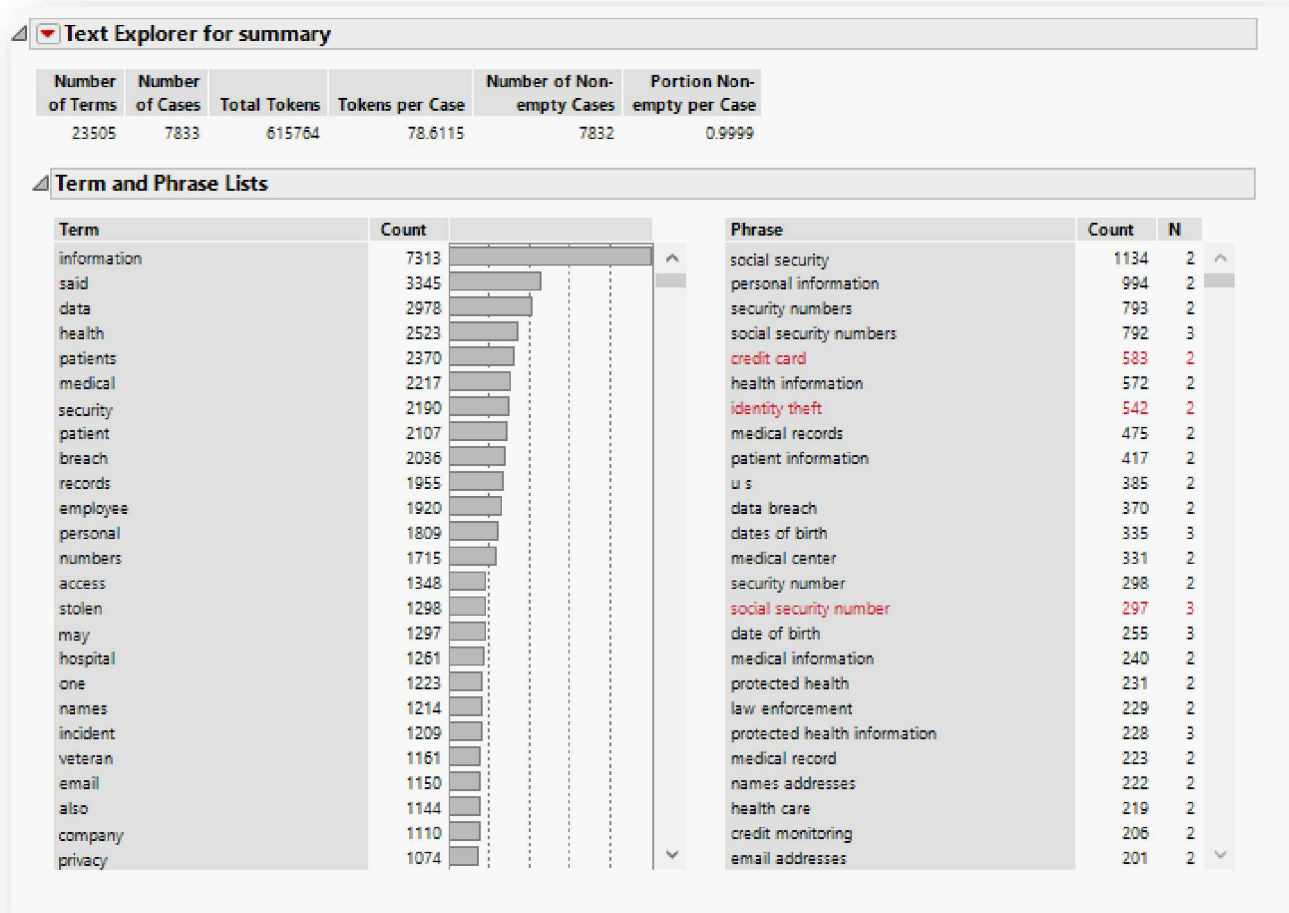 Text Explorer for summary
Number of Terms Number of Cases Total Tokens Tokens per Case Number of Non-empty Cases Portion Non-empty per Case
23505 7833 615764 78.6115 7832 0.9999
Term and Phrase Lists
Term Count Phrase Count N
information 7313 social security 1134 2
said 3345 personal information 994 2
data 2978 security numbers 793 2
health 2523 social security numbers 792 3
patients 2370 credit card 583 2
medical 2217 health information 572 2
security 2190 identity theft 542 2
patient 2107 medical records 475 2
breach 2036 patient information 417 2
records 1955 u s 385 2
employee 1920 data breach 370 2
personal 1809 dates of birth 335 3
numbers 1715 medical center 331 2
access 1348 security number 298 2
stolen 1298 social security number 297 3
may 1297 date of birth 255 3
hospital 1261 medical information 240 2
one 1223 protected health 231 2
names 1214 law enforcement 229 2
incident 1209 protected health information 228 3
veteran 1161 medical record 223 2
email 1150 names addresses 222 2
also 1144 health care 219 2
company 1110 credit monitoring 206 2
privacy 1074 email addresses 201 2